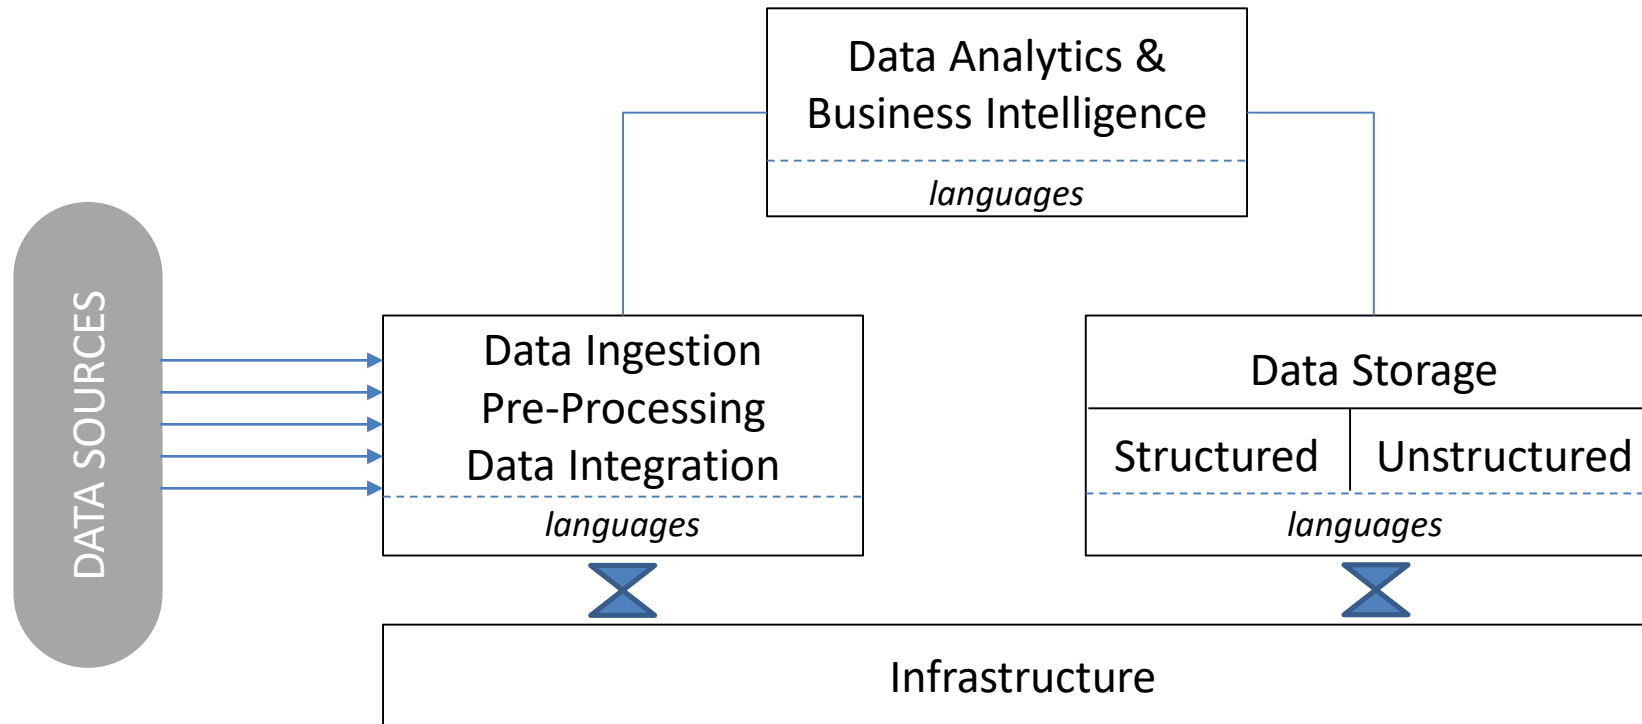 Data Analytics &
Business Intelligence
languages
DATA SOURCES
Data Ingestion
Pre-Processing
Data Integration
languages
Data Storage
Structured
Unstructured
languages
Infrastructure